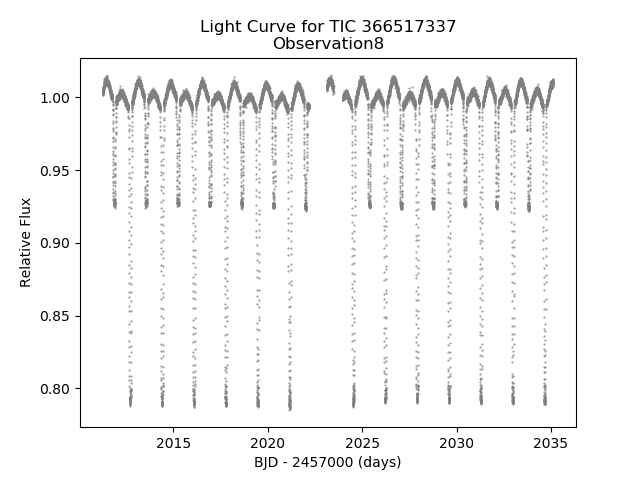 Light Curve for TIC 366517337
Observation8
1.00
0.95
0.90
0.85
0.80
Relative Flux
2015
2020
2025
2030
2035
BJD - 2457000 (days)